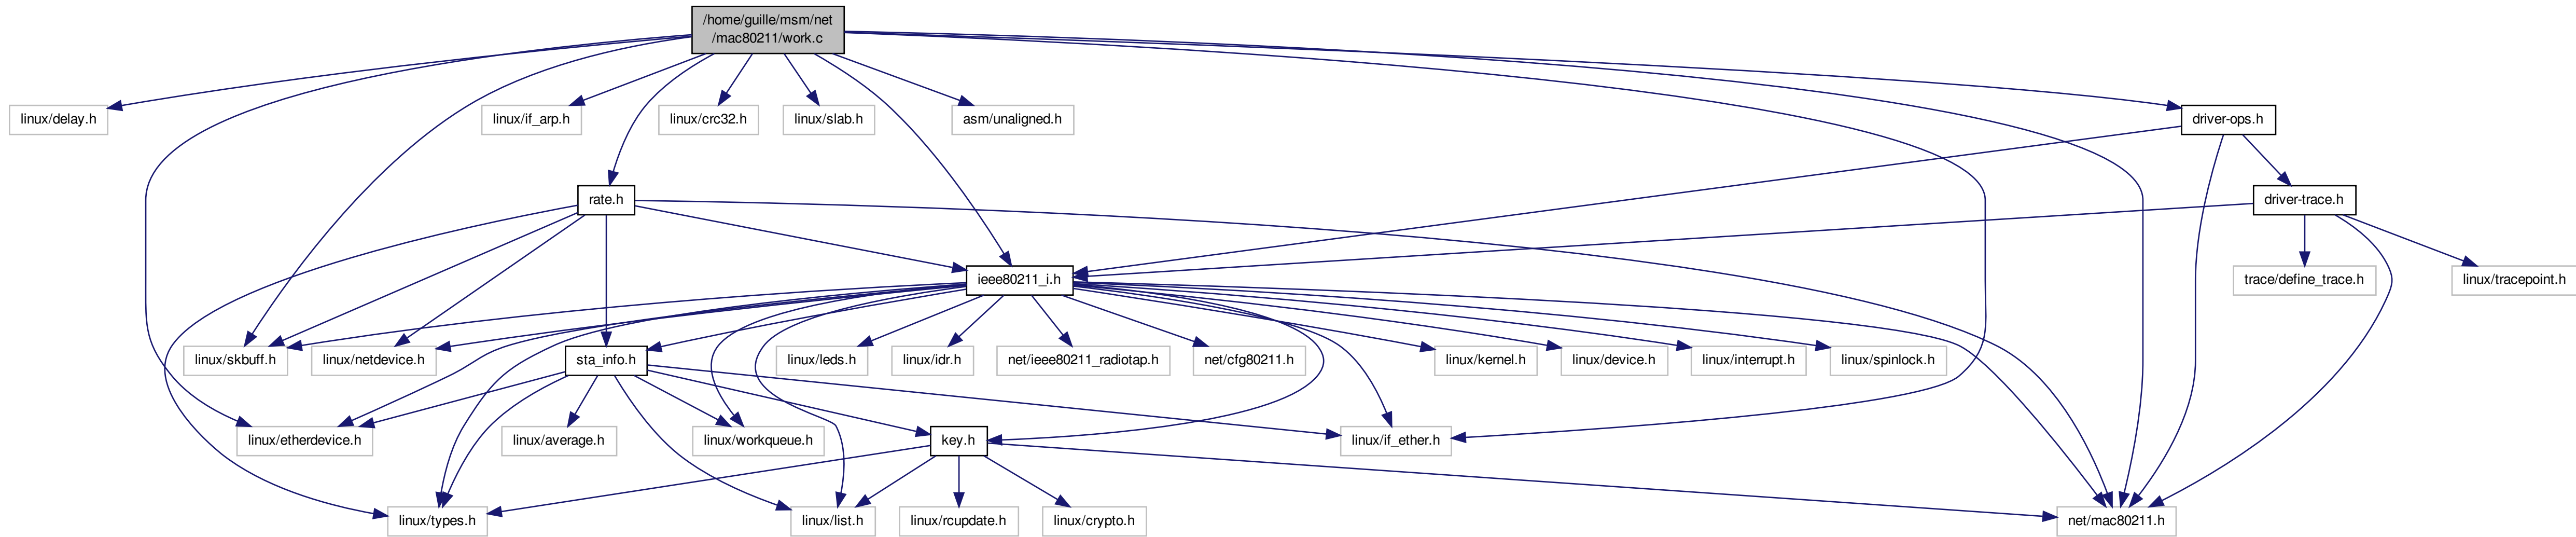 /home/guille/msm/net
/mac80211/work.c
linux/delay.h
linux/if_arp.h
linux/crc32.h
linux/slab.h
asm/unaligned.h
driver-ops.h
rate.h
driver-trace.h
ieee80211_i.h
trace/define_trace.h
linux/tracepoint.h
linux/skbuff.h
linux/netdevice.h
sta_info.h
linux/leds.h
linux/idr.h
net/ieee80211_radiotap.h
net/cfg80211.h
linux/kernel.h
linux/device.h
linux/interrupt.h
linux/spinlock.h
linux/etherdevice.h
linux/average.h
linux/workqueue.h
key.h
linux/if_ether.h
linux/types.h
linux/list.h
linux/rcupdate.h
linux/crypto.h
net/mac80211.h